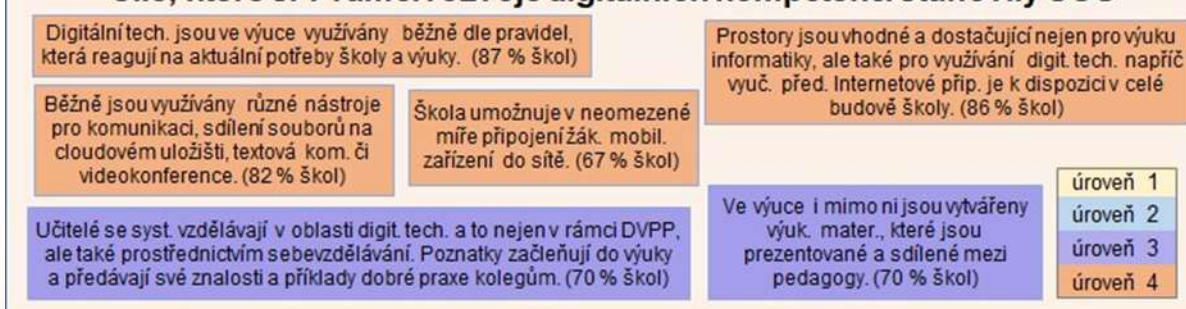 Digitální tech. jsou ve výuce využívány běžně dle pravidel,
která reagují na aktuální potřeby školy a výuky. (87 % škol)
Prostory jsou vhodné a dostačující nejen pro výuku
informatiky, ale také pro využívání digit. tech. napříč
vyuč. před. Internetové přip. je k dispozici v celé
budově školy. (86 % škol)
Běžně jsou využívány různé nástroje
pro komunikaci, sdílení souborů na
cloudovém uložišti, textová kom. či
videokonference. (82 % škol)
Škola umožnuje v neomezené
míře připojení žák. mobil.
zařízení do sítě. (67 % škol)
Učitelé se syst. vzdělávají v oblasti digit. tech. a to nejen v rámci DVPP,
ale také prostřednictvím sebevzdělávání. Poznatky začleňují do výuky
a předávají své znalosti a příklady dobré praxe kolegům. (70 % škol)
Ve výuce i mimo ni jsou vytvářeny
výuk. mater., které jsou
prezentované a sdílené mezi
pedagogy. (70 % škol)
úroveň 1
úroveň 2
úroveň 3
úroveň 4